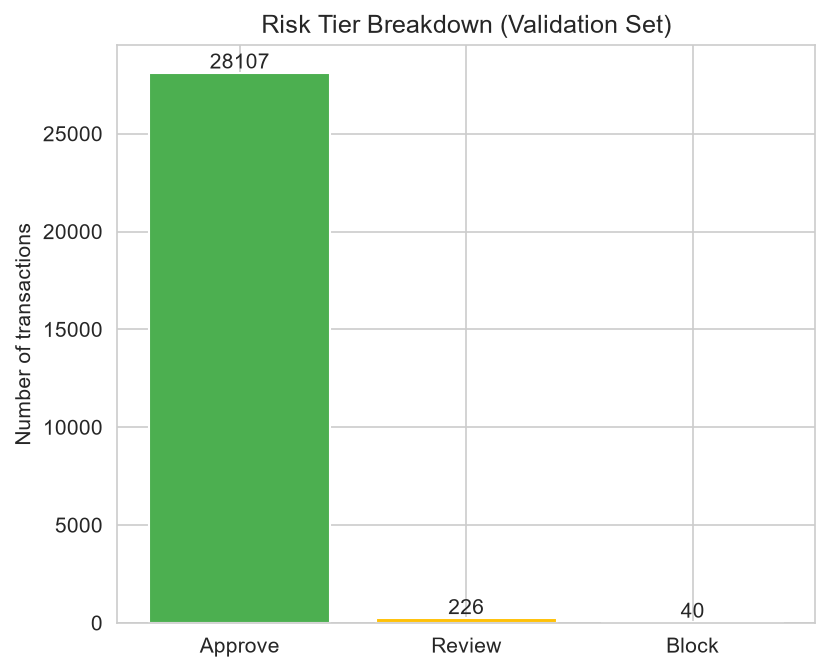 Risk Tier Breakdown (Validation Set)
28107
226
40
Number of transactions
25000
20000
15000
10000
5000
0
Approve
Review
Block